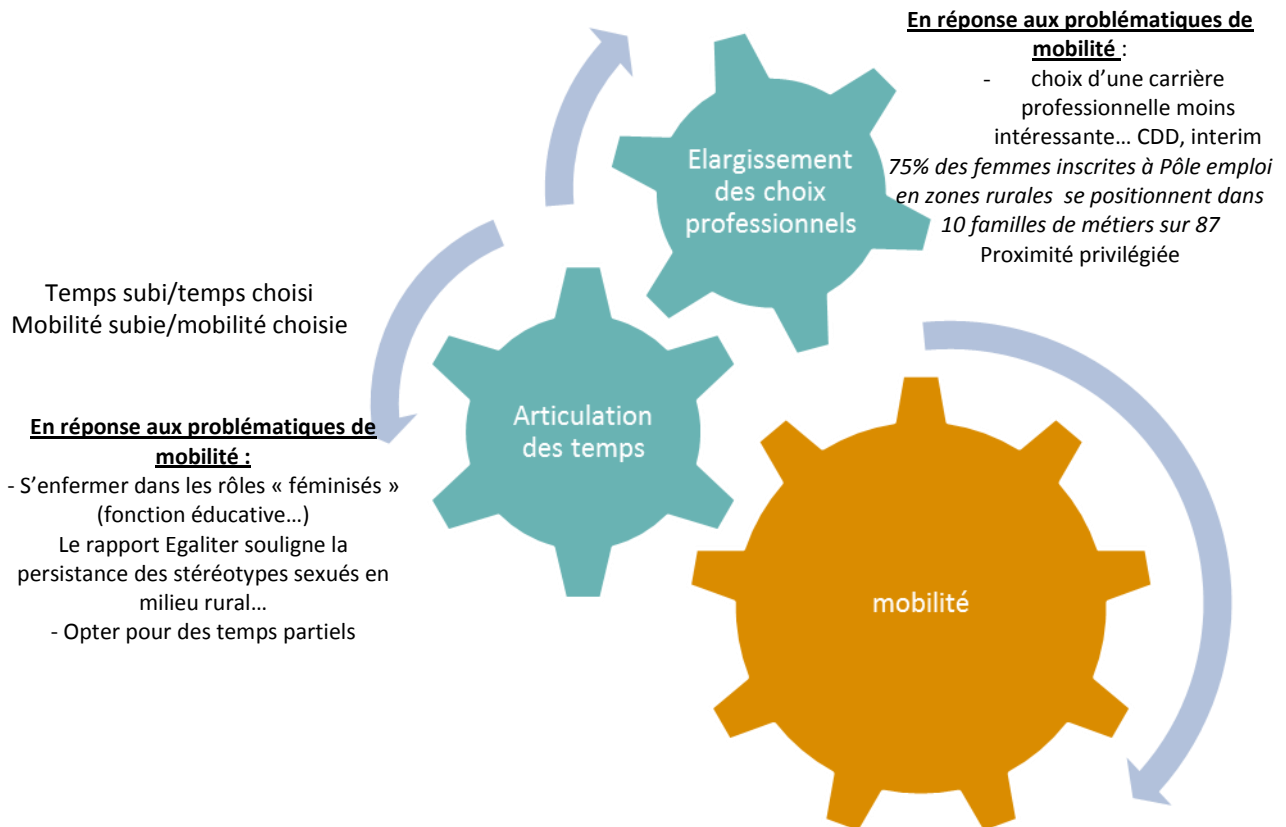 En réponse aux problématiques de
mobilité :
- choix d'une carrière
professionnelle moins
intéressante... CDD, interim
75% des femmes inscrites à Pôle emploi
en zones rurales se positionnent dans
10 familles de métiers sur 87
Proximité privilégiée
Elargissement
des choix
professionnels
Temps subi/temps choisi
Mobilité subie/mobilité choisie
Articulation
des temps
En réponse aux problématiques de
mobilité :
- S'enfermer dans les rôles « féminisés »
(fonction éducative...)
Le rapport Egaliter souligne la
persistance des stéréotypes sexués en
milieu rural...
- Opter pour des temps partiels
mobilité